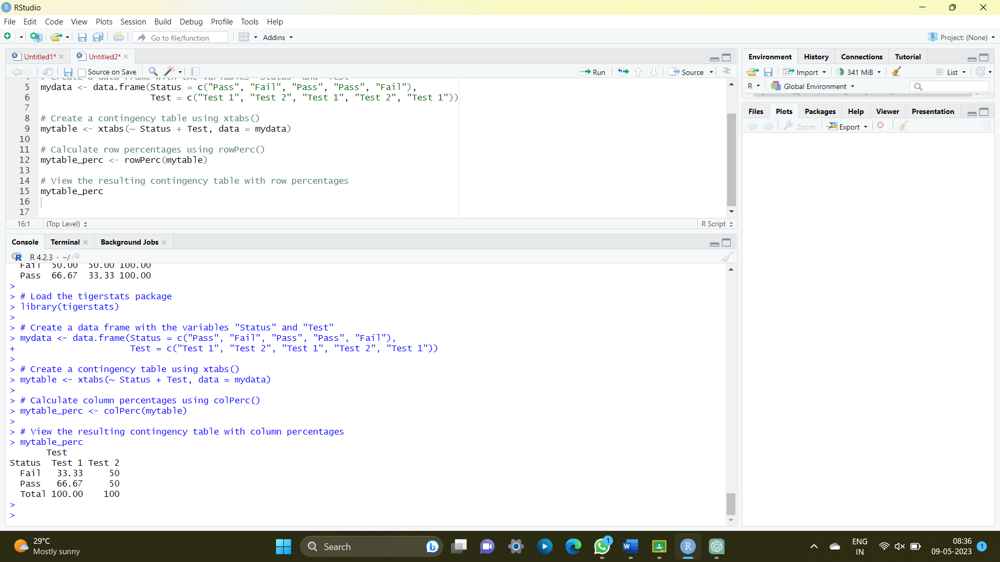 RStudio
File Edit Code View Plots Session Build Debug Profile Tools Help
Go to file/function Addins Project: (None)
Untitled1* Untitled2*
Source on Save Run Source
5 mydata <- data.frame(Status = c("Pass", "Fail", "Pass", "Pass", "Fail"),
6 Test = c("Test 1", "Test 2", "Test 1", "Test 2", "Test 1"))
7
8 # Create a contingency table using xtabs()
9 mytable <- xtabs(~ Status + Test, data = mydata)
10
11 # Calculate row percentages using rowPerc()
12 mytable_perc <- rowPerc(mytable)
13
14 # View the resulting contingency table with row percentages
15 mytable_perc
16
17
16:1 (Top Level) R Script
Console Terminal Background Jobs
R 4.2.3 · ~/
Fail 50.00 50.00 100.00
Pass 66.67 33.33 100.00
>
> # Load the tigerstats package
> library(tigerstats)
>
> # Create a data frame with the variables "Status" and "Test"
> mydata <- data.frame(Status = c("Pass", "Fail", "Pass", "Pass", "Fail"),
+ Test = c("Test 1", "Test 2", "Test 1", "Test 2", "Test 1"))
>
> # Create a contingency table using xtabs()
> mytable <- xtabs(~ Status + Test, data = mydata)
>
> # Calculate column percentages using colPerc()
> mytable_perc <- colPerc(mytable)
>
> # View the resulting contingency table with column percentages
> mytable_perc
Test
Status Test 1 Test 2
Fail 33.33 50
Pass 66.67 50
Total 100.00 100
>
>
Environment History Connections Tutorial
Import 341 MiB List
R Global Environment
Files Plots Packages Help Viewer Presentation
Zoom Export
29°C
Mostly sunny
Search
1
ENG
IN
08:36
09-05-2023
1